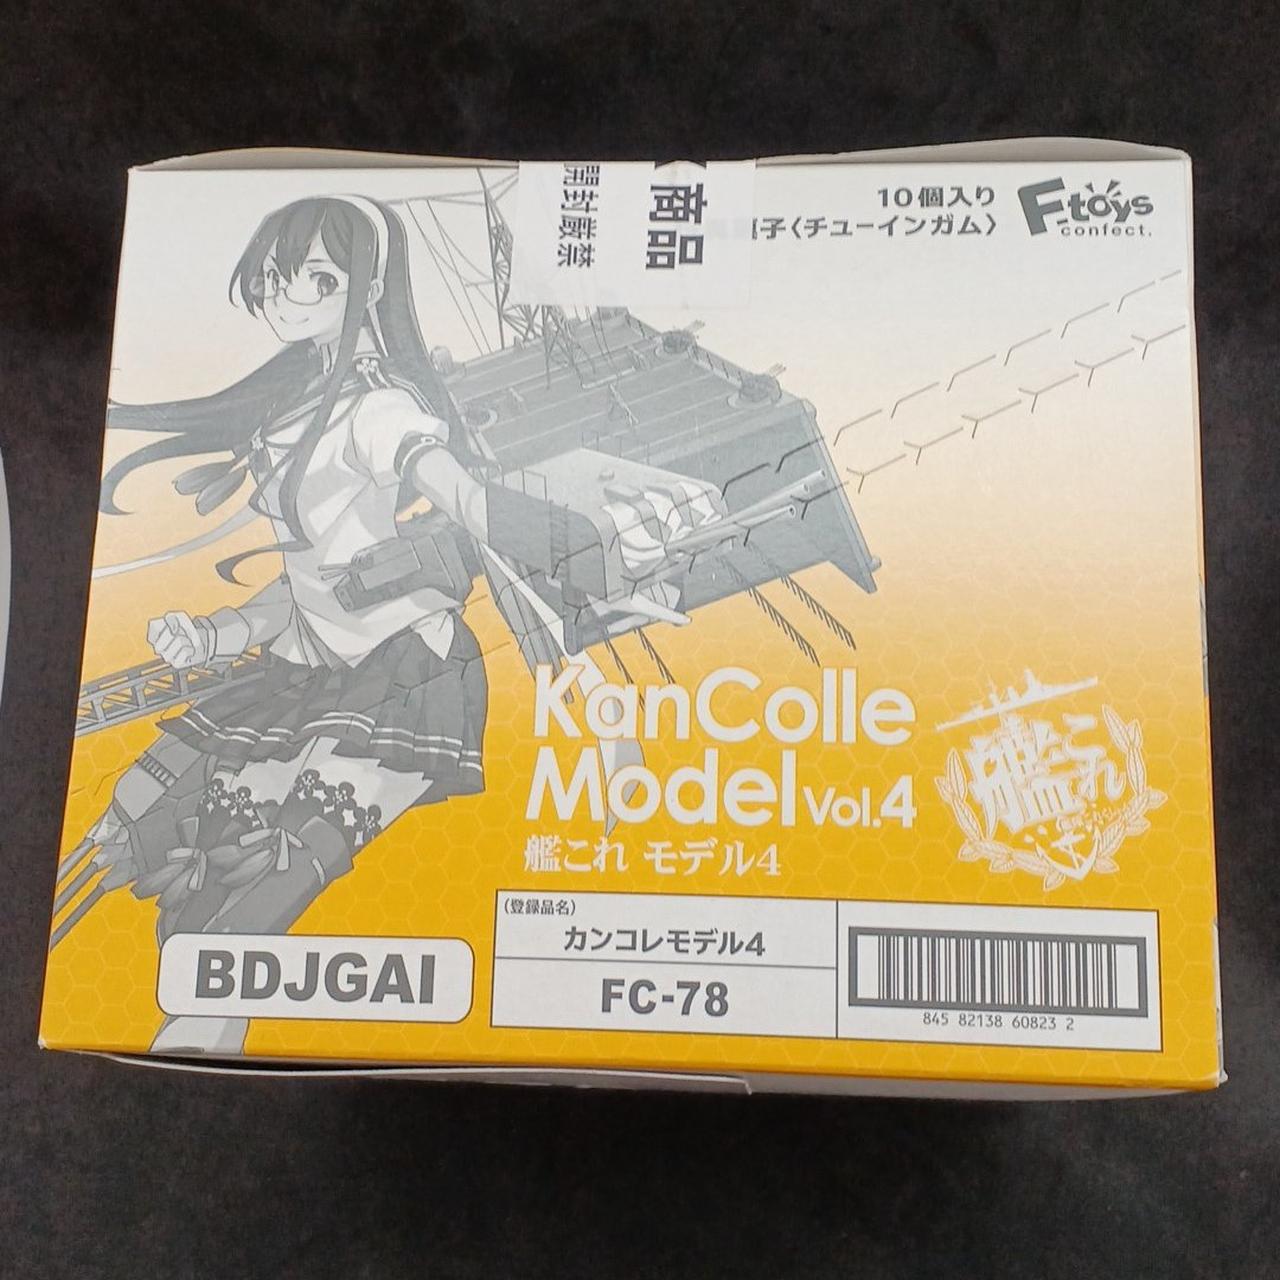 開封厳禁
商品
10個入り
子〈チューインガム〉
F-toys
confect.
KanColle
Model Vol.4
艦これ モデル4
艦これ
(登録品名)
カンコレモデル4
FC-78
BDJGAI
845 82138 60823 2